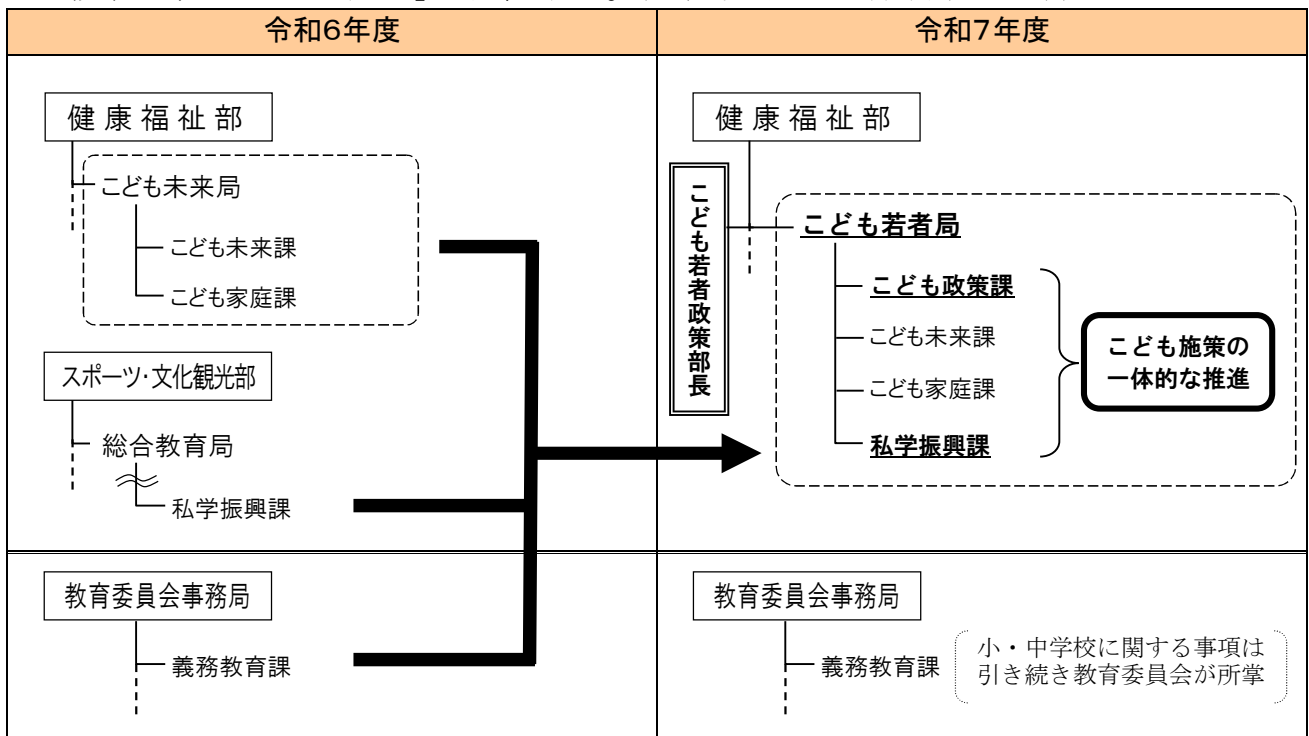 令和6年度
健康福祉部
こども未来局
こども未来課
こども家庭課
スポーツ・文化観光部
総合教育局
私学振興課
教育委員会事務局
義務教育課
令和7年度
健康福祉部
こども若者政策部長
こども若者局
こども政策課
こども未来課
こども家庭課
私学振興課
こども施策の
一体的な推進
教育委員会事務局
義務教育課
小・中学校に関する事項は
引き続き教育委員会が所掌